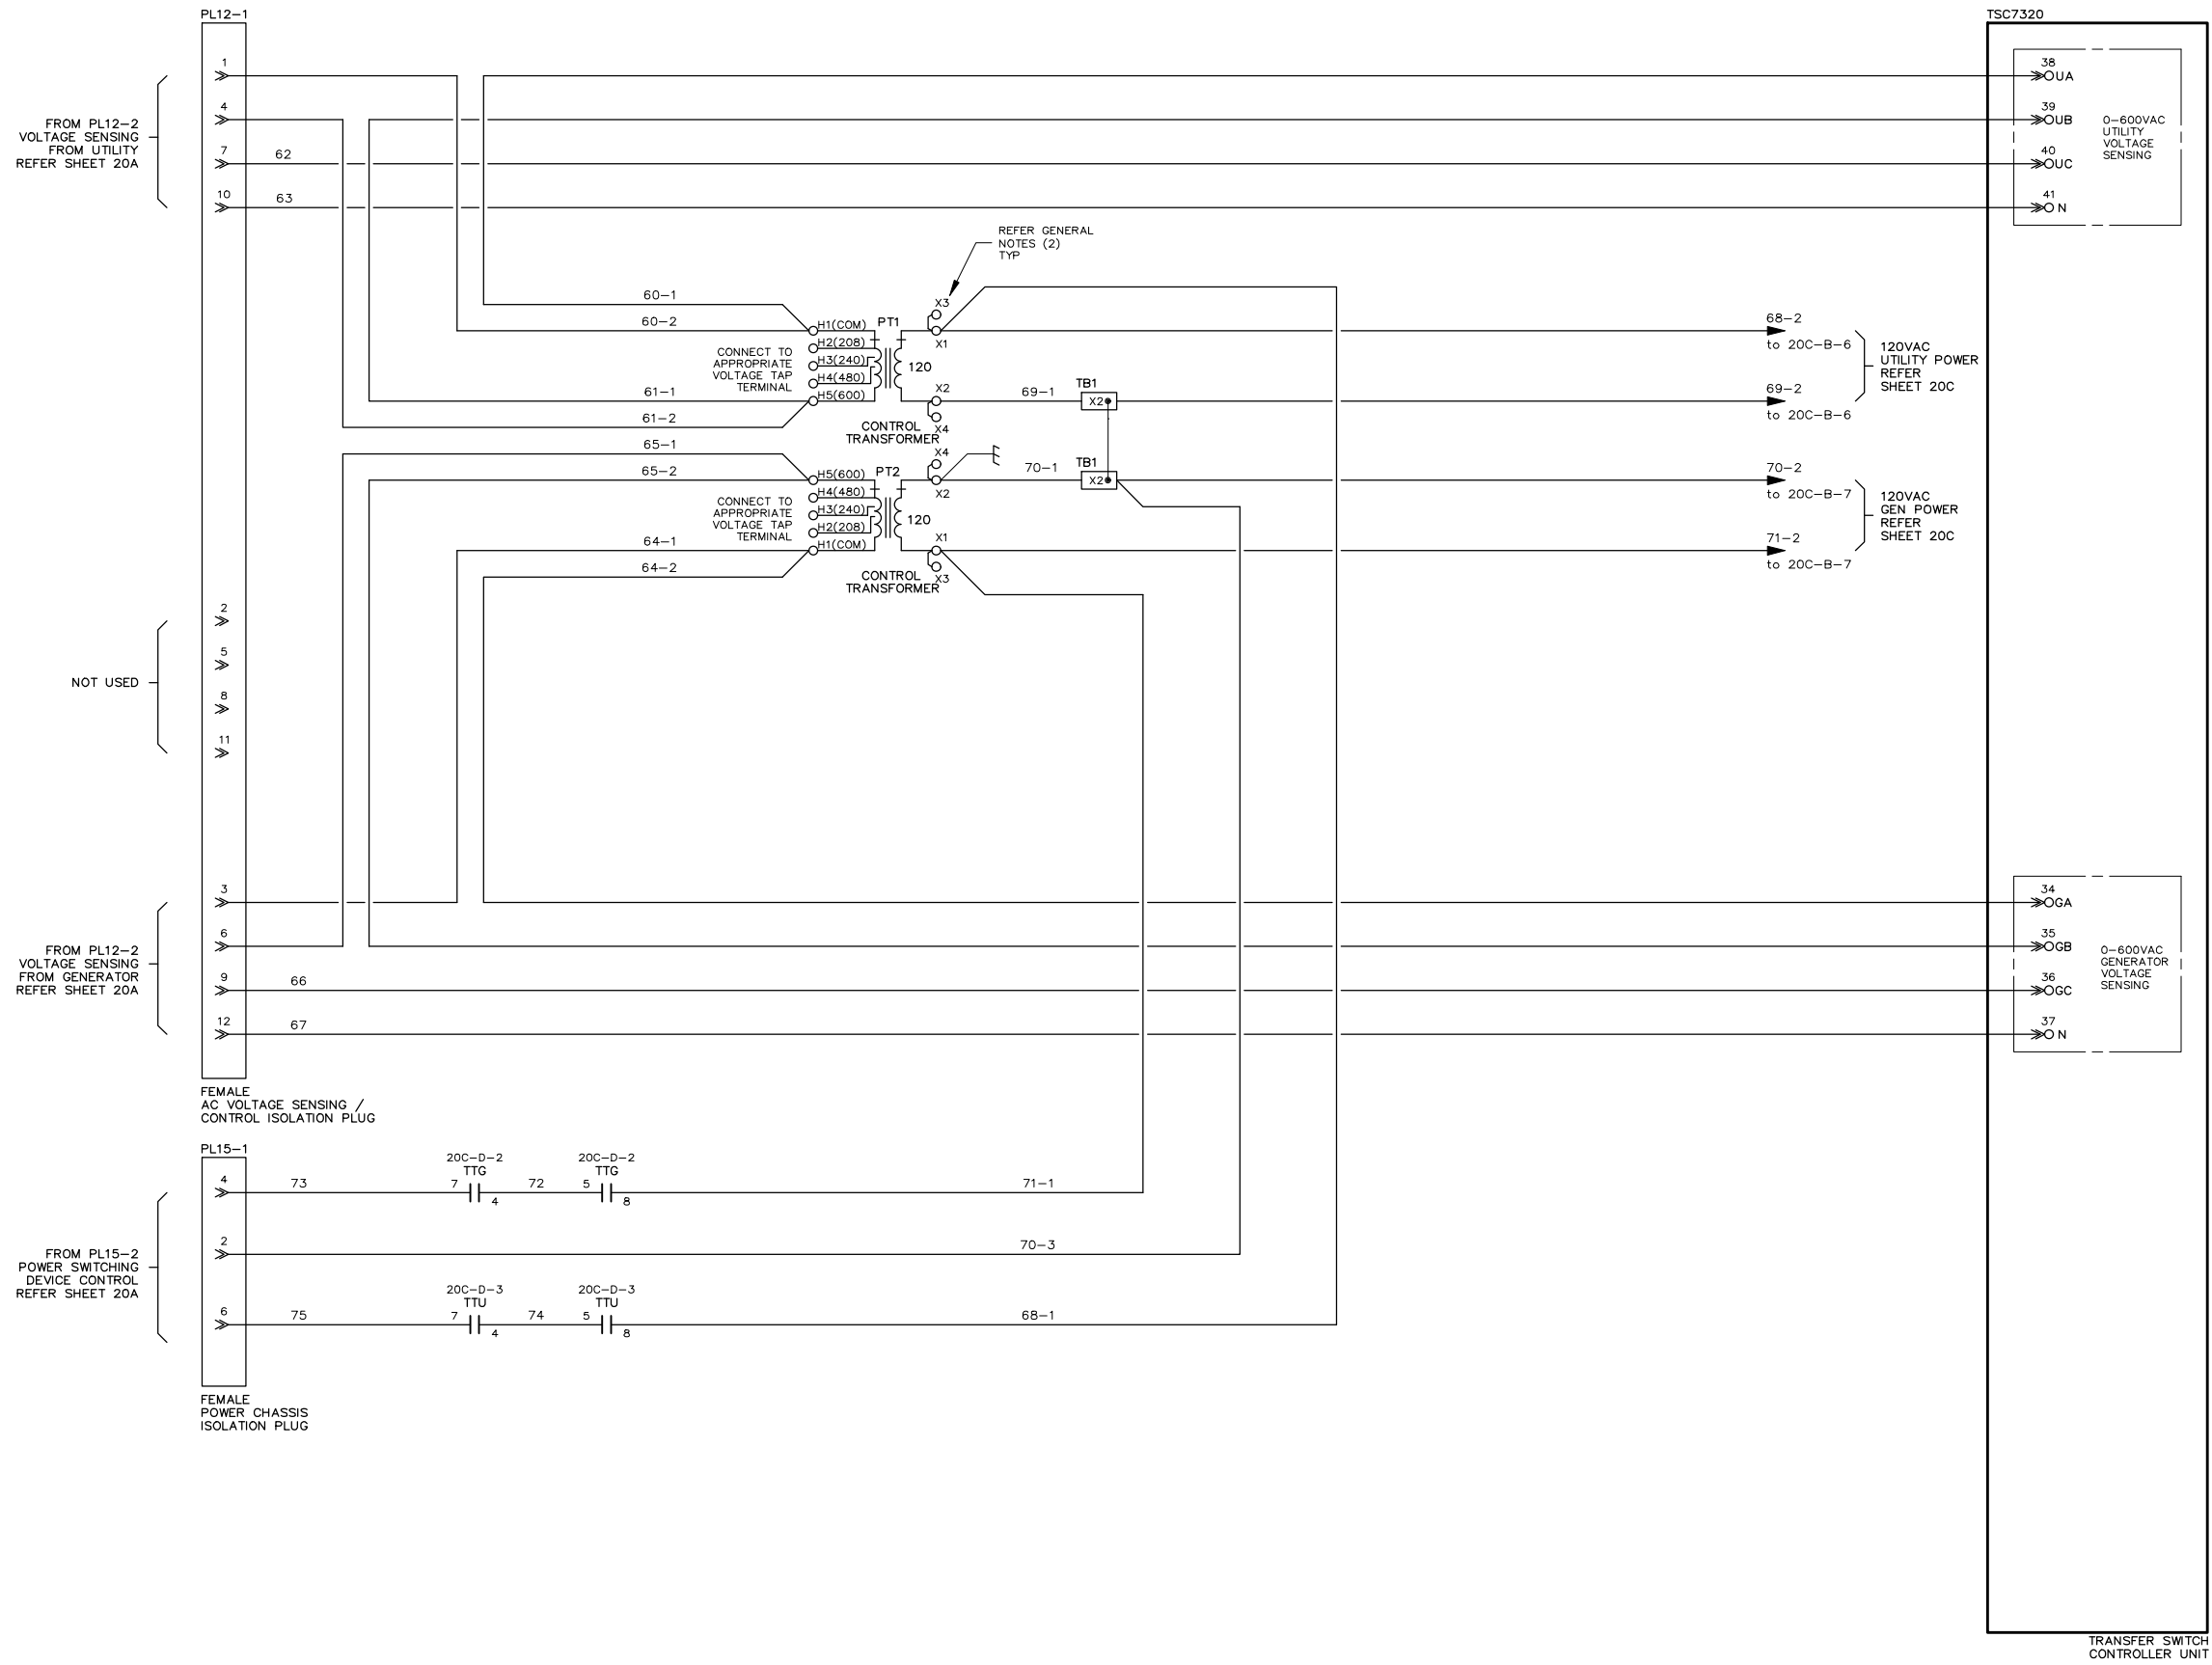 PL12-1
TSC7320
1
4
7
10
62
63
FROM PL12-2
VOLTAGE SENSING
FROM UTILITY
REFER SHEET 20A
38
UA
39
UB
40
UC
41
N
0-600VAC
UTILITY
VOLTAGE
SENSING
REFER GENERAL
NOTES (2)
TYP
60-1
60-2
61-1
61-2
CONNECT TO
APPROPRIATE
VOLTAGE TAP
TERMINAL
H1(COM)
H2(208)
H3(240)
H4(480)
H5(600)
PT1
120
X3
X1
X2
X4
CONTROL
TRANSFORMER
69-1
TB1
X2
68-2
to 20C-B-6
69-2
to 20C-B-6
120VAC
UTILITY POWER
REFER
SHEET 20C
65-1
65-2
64-1
64-2
CONNECT TO
APPROPRIATE
VOLTAGE TAP
TERMINAL
H5(600)
H4(480)
H3(240)
H2(208)
H1(COM)
PT2
120
X4
X2
X1
X3
CONTROL
TRANSFORMER
70-1
TB1
X2
70-2
to 20C-B-7
71-2
to 20C-B-7
120VAC
GEN POWER
REFER
SHEET 20C
2
5
8
11
NOT USED
3
6
9
12
66
67
FROM PL12-2
VOLTAGE SENSING
FROM GENERATOR
REFER SHEET 20A
34
GA
35
GB
36
GC
37
N
0-600VAC
GENERATOR
VOLTAGE
SENSING
FEMALE
AC VOLTAGE SENSING /
CONTROL ISOLATION PLUG
PL15-1
4
73
20C-D-2
TTG
7
4
72
20C-D-2
TTG
5
8
71-1
2
70-3
FROM PL15-2
POWER SWITCHING
DEVICE CONTROL
REFER SHEET 20A
6
75
20C-D-3
TTU
7
4
74
20C-D-3
TTU
5
8
68-1
FEMALE
POWER CHASSIS
ISOLATION PLUG
TRANSFER SWITCH
CONTROLLER UNIT